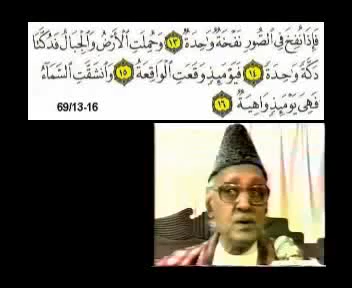 فَإِذَا نُفِخَ فِي الصُّورِ نَفْخَةٌ وَاحِدَةٌ ١٣ وَحُمِلَتِ الْأَرْضُ وَالْجِبَالُ فَدُكَّتَا
دَكَّةً وَاحِدَةً ١٤ فَيَوْمَئِذٍ وَقَعَتِ الْوَاقِعَةُ ١٥ وَانشَقَّتِ السَّمَاءُ
فَهِيَ يَوْمَئِذٍ وَاهِيَةٌ ١٦
69/13-16